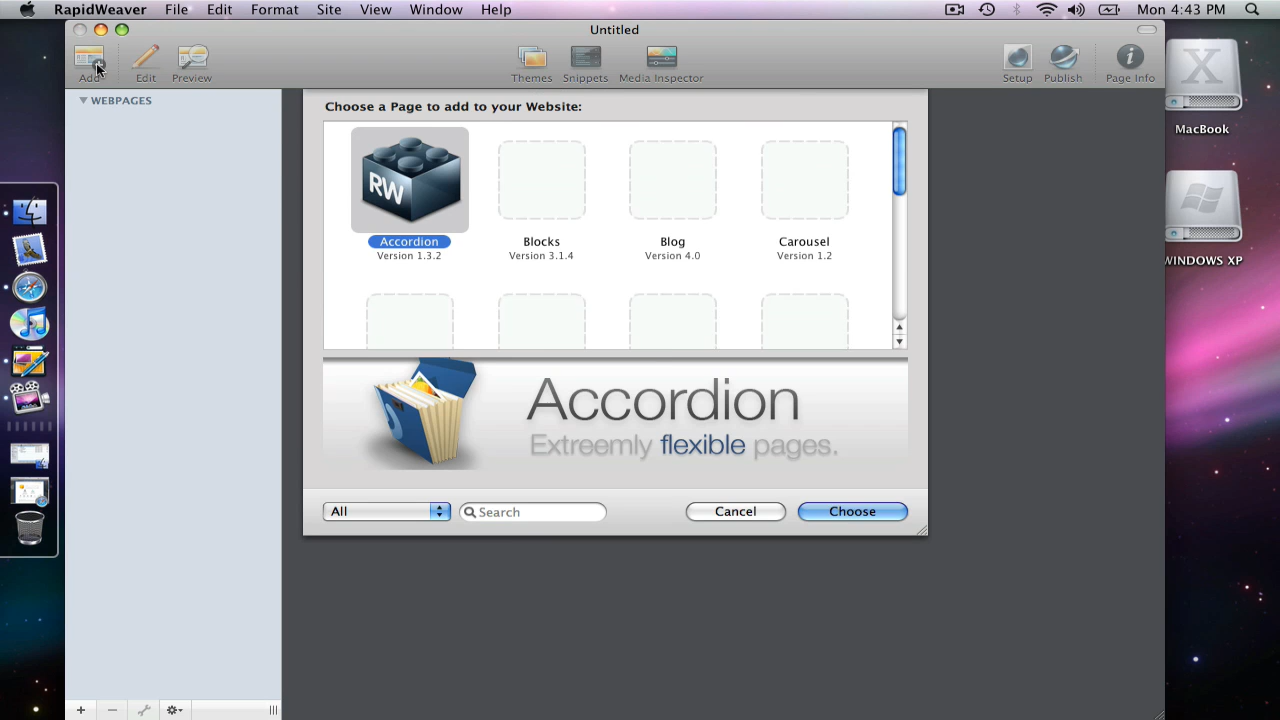 RapidWeaver File Edit Format Site View Window Help Mon 4:43 PM
Untitled
Add Edit Preview Themes Snippets Media Inspector Setup Publish Page Info
WEBPAGES
Choose a Page to add to your Website:
RW
Accordion Blocks Blog Carousel
Version 1.3.2 Version 3.1.4 Version 4.0 Version 1.2
Accordion
Extreemly flexible pages.
All Search Cancel Choose
X
MacBook
WINDOWS XP